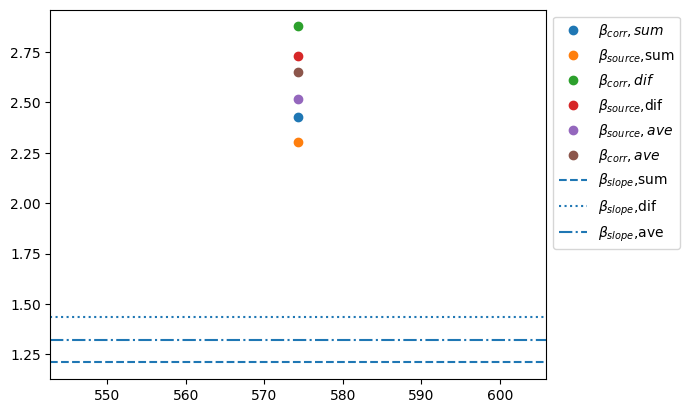 2.75
2.50
2.25
2.00
1.75
1.50
1.25
550 560 570 580 590 600
β_corr, sum
β_source,sum
β_corr, dif
β_source,dif
β_source, ave
β_corr, ave
β_slope,sum
β_slope,dif
β_slope,ave